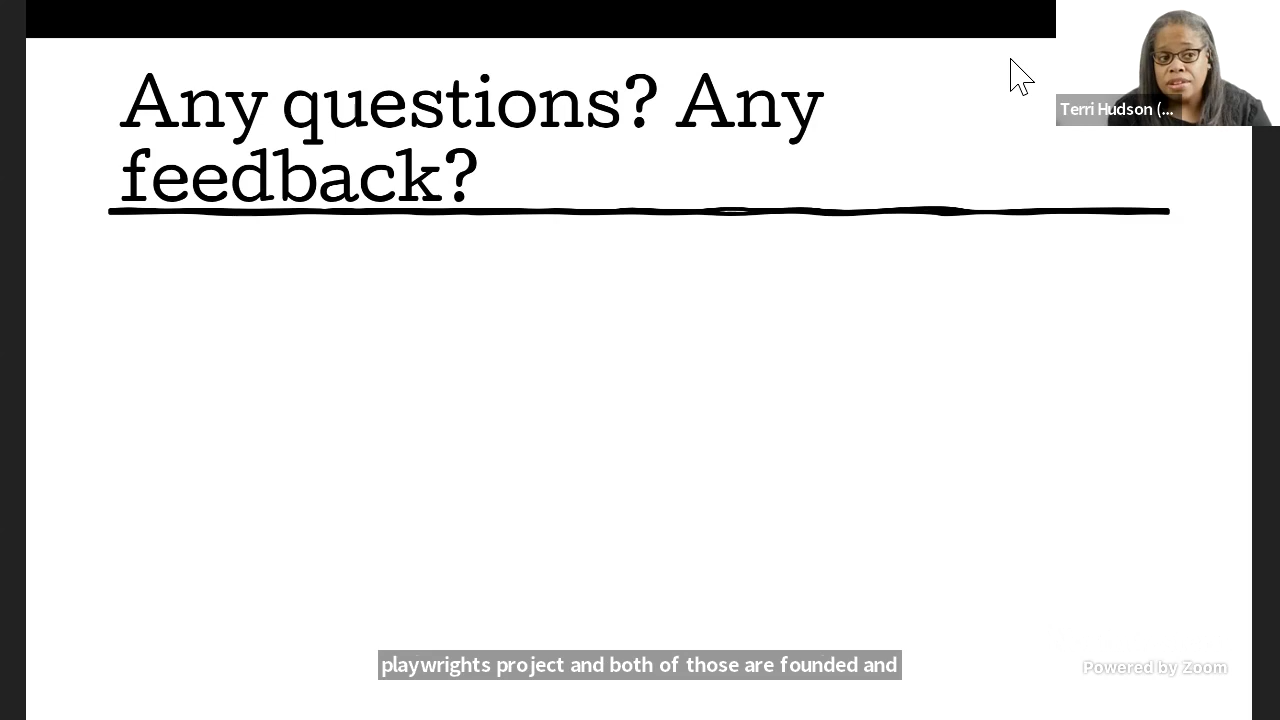 Any questions? Any
feedback?
Terri Hudson (...
playwrights project and both of those are founded and
Powered by Zoom